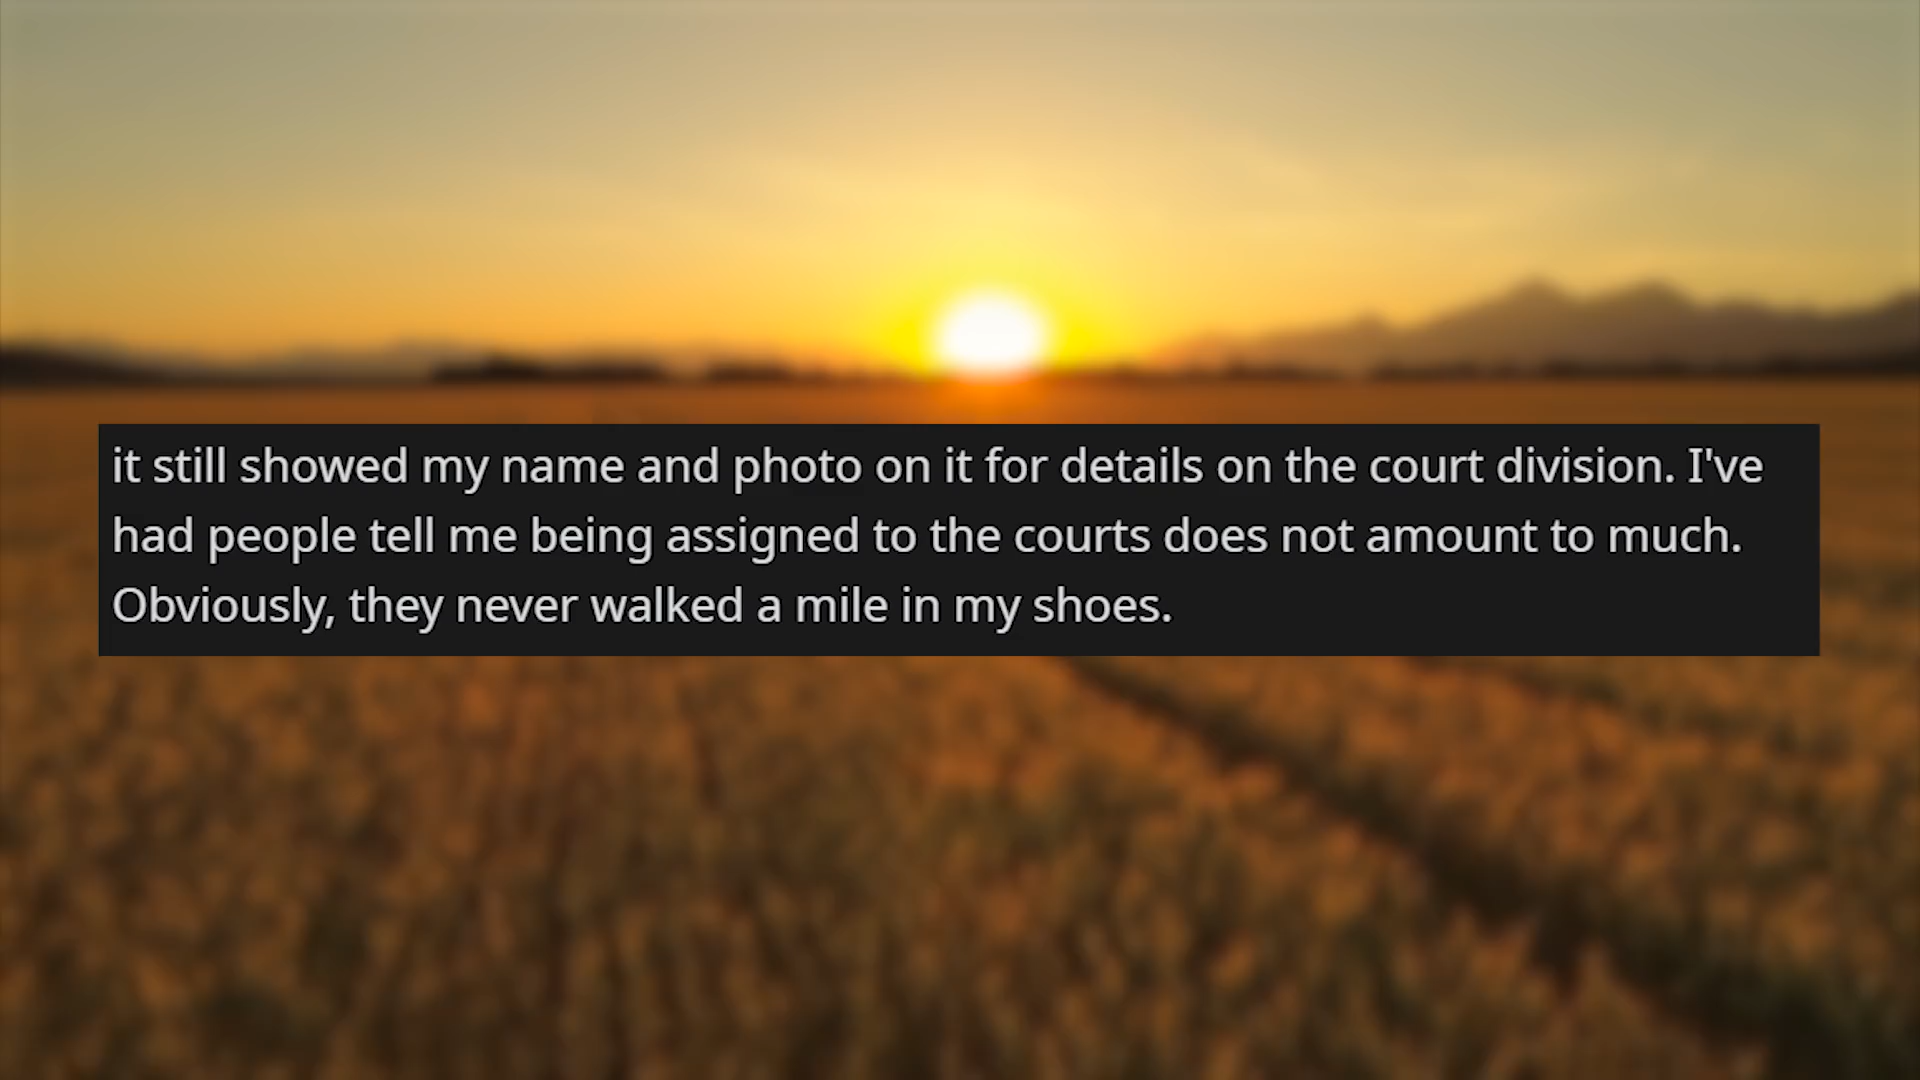 it still showed my name and photo on it for details on the court division. I've
had people tell me being assigned to the courts does not amount to much.
Obviously, they never walked a mile in my shoes.